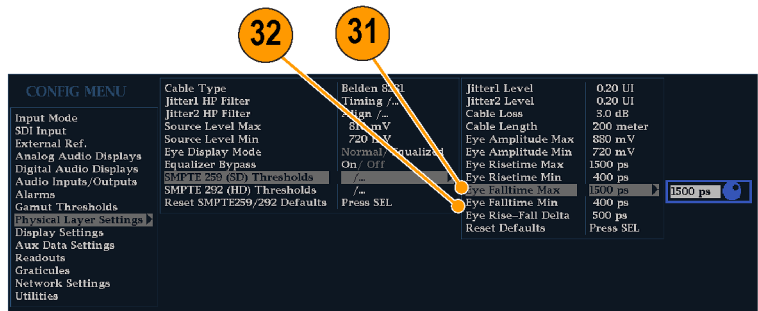 32 31
CONFIG MENU
Input Mode
SDI Input
External Ref.
Analog Audio Displays
Digital Audio Displays
Audio Inputs/Outputs
Alarms
Gamut Thresholds
Physical Layer Settings
Display Settings
Aux Data Settings
Readouts
Graticules
Network Settings
Utilities
Cable Type Belden 8281
Jitter1 HP Filter Timing /...
Jitter2 HP Filter Align /...
Source Level Max mV
Source Level Min 720 mV
Eye Display Mode Normal/Equalized
Equalizer Bypass On/ Off
SMPTE 259 (SD) Thresholds /...
SMPTE 292 (HD) Thresholds /...
Reset SMPTE259/292 Defaults Press SEL
Jitter1 Level 0.20 UI
Jitter2 Level 0.20 UI
Cable Loss 3.0 dB
Cable Length 200 meter
Eye Amplitude Max 880 mV
Eye Amplitude Min 720 mV
Eye Risetime Max 1500 ps
Eye Risetime Min 400 ps
Eye Falltime Max 1500 ps
Eye Falltime Min 400 ps
Eye Rise-Fall Delta 500 ps
Reset Defaults Press SEL
1500 ps